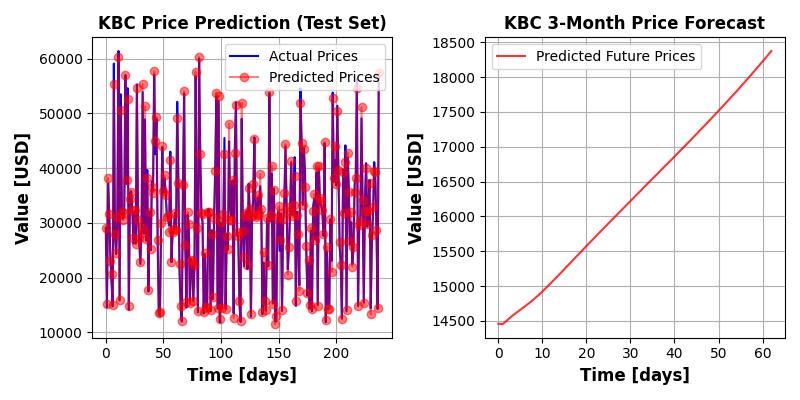 KBC Price Prediction (Test Set)
Value [USD]
60000
50000
40000
30000
20000
10000
Actual Prices
Predicted Prices
0 50 100 150 200
Time [days]
KBC 3-Month Price Forecast
Value [USD]
18500
18000
17500
17000
16500
16000
15500
15000
14500
Predicted Future Prices
0 10 20 30 40 50 60
Time [days]